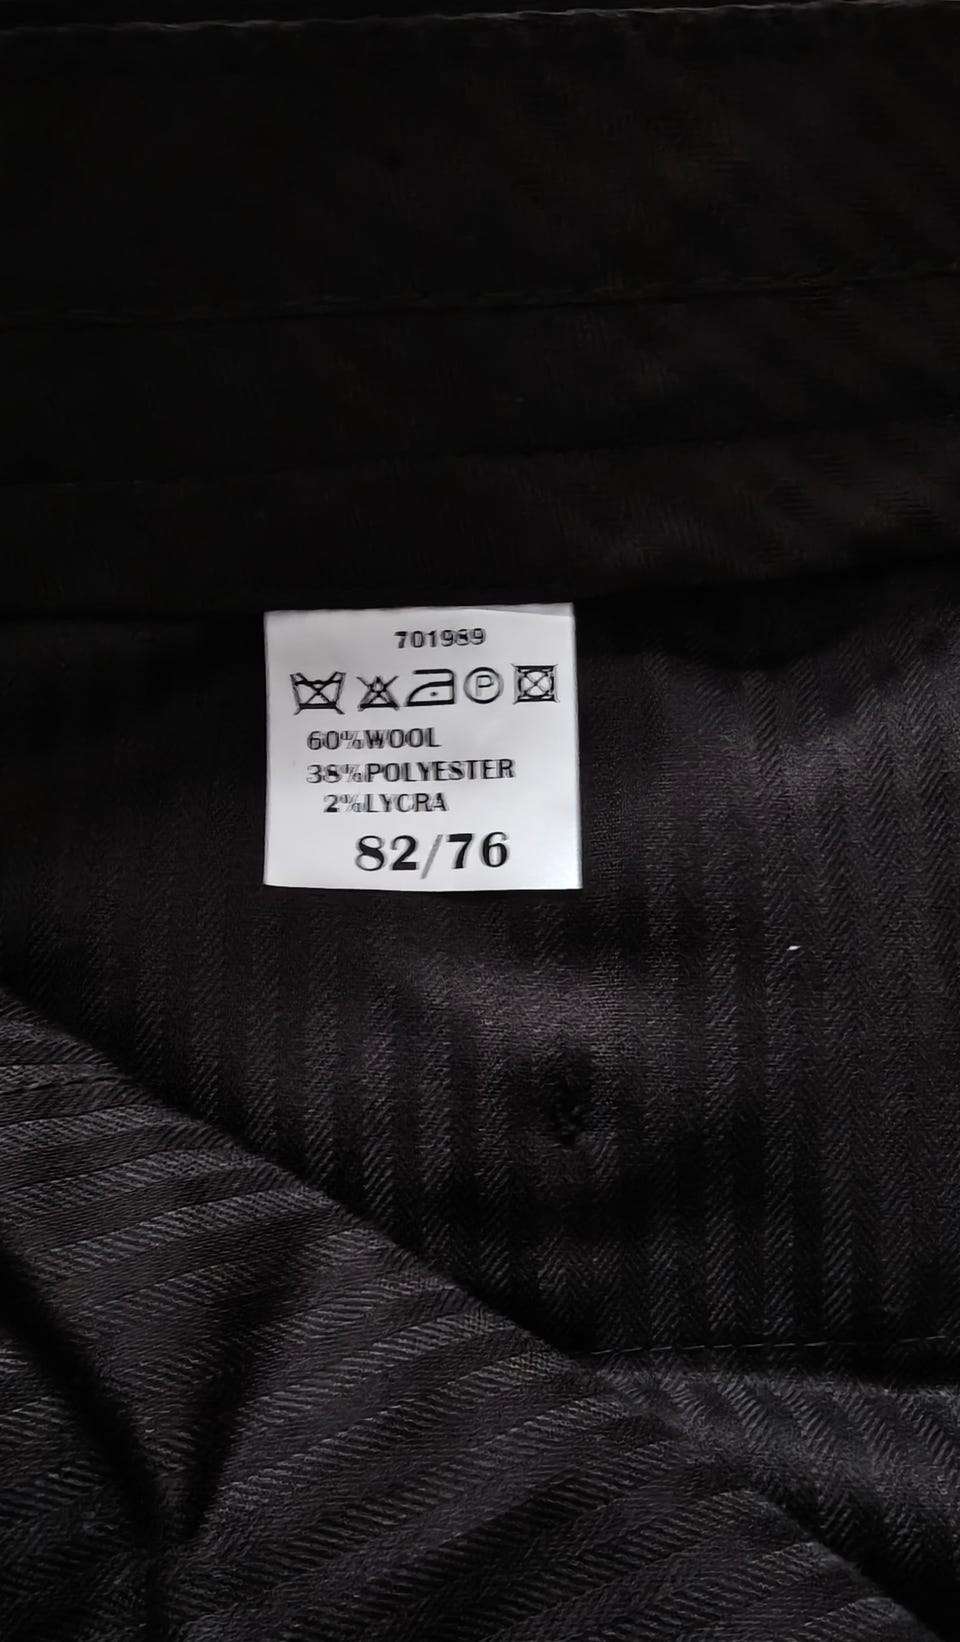 701989
P
60%WOOL
38%POLYESTER
2%LYCRA
82/76